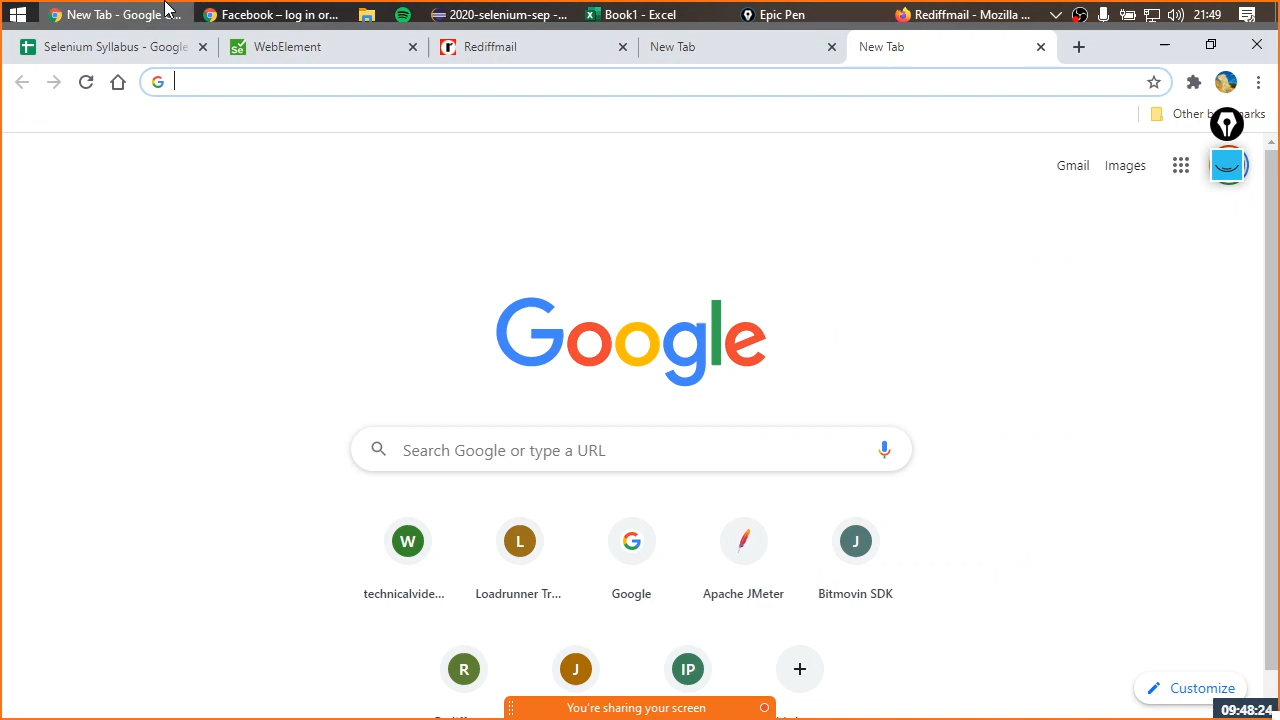 New Tab - Google ...
Facebook – log in or...
2020-selenium-sep -...
Book1 - Excel
Epic Pen
Rediffmail - Mozilla ...
21:49
Selenium Syllabus - Google
WebElement
Rediffmail
New Tab
New Tab
Gmail
Images
Google
Search Google or type a URL
W
L
G
J
technicalvide...
Loadrunner Tr...
Google
Apache JMeter
Bitmovin SDK
R
J
IP
Customize
You're sharing your screen
09:48:24